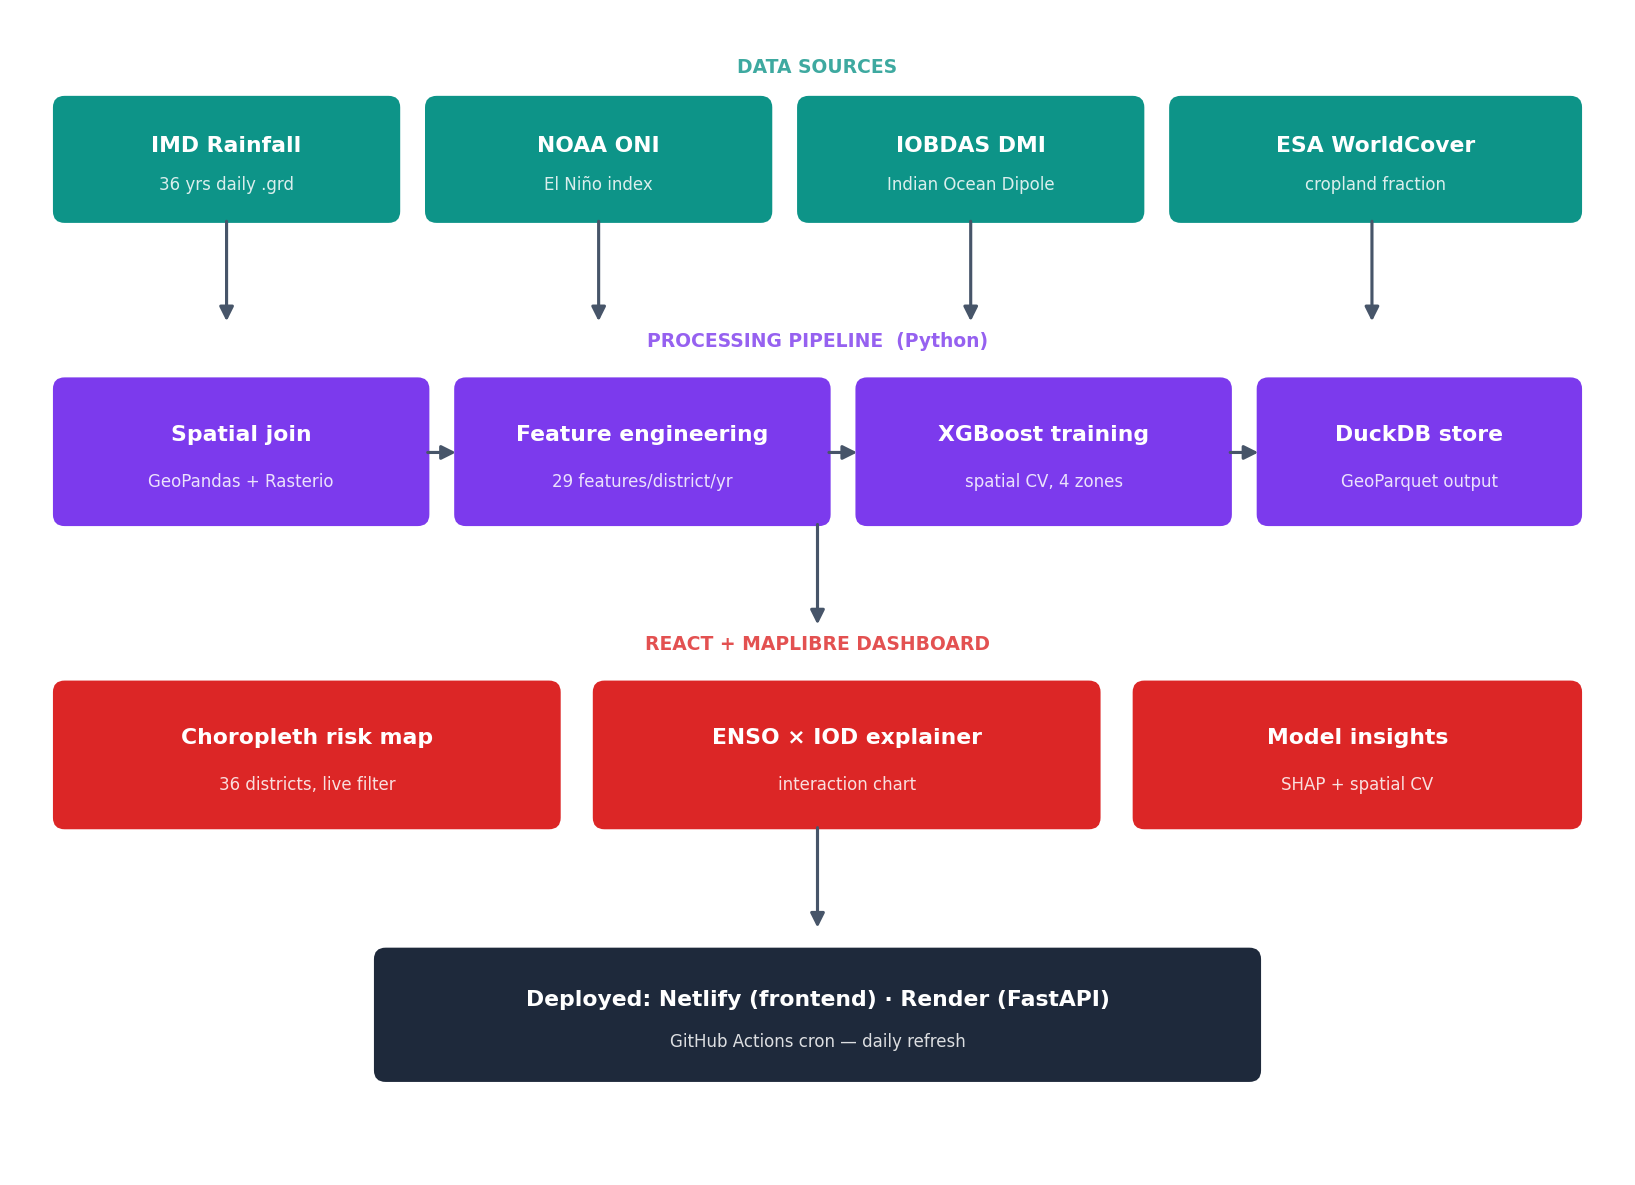 DATA SOURCES
IMD Rainfall
36 yrs daily .grd
NOAA ONI
El Niño index
IOBDAS DMI
Indian Ocean Dipole
ESA WorldCover
cropland fraction
PROCESSING PIPELINE  (Python)
Spatial join
GeoPandas + Rasterio
Feature engineering
29 features/district/yr
XGBoost training
spatial CV, 4 zones
DuckDB store
GeoParquet output
REACT + MAPLIBRE DASHBOARD
Choropleth risk map
36 districts, live filter
ENSO × IOD explainer
interaction chart
Model insights
SHAP + spatial CV
Deployed: Netlify (frontend) · Render (FastAPI)
GitHub Actions cron — daily refresh